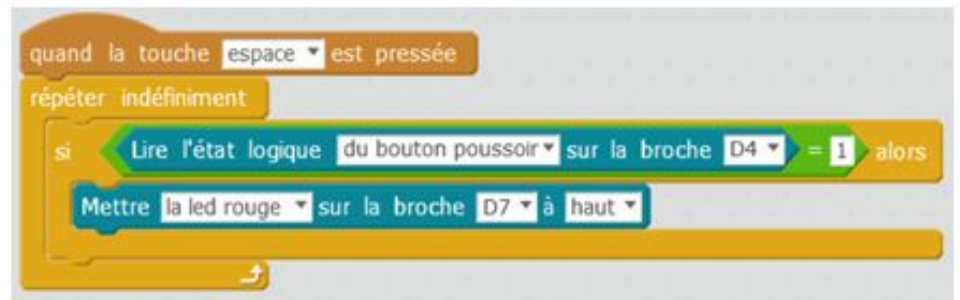 quand la touche espace est pressée
répéter indéfiniment
si Lire l'état logique du bouton poussoir sur la broche D4 = 1 alors
Mettre la led rouge sur la broche D7 à haut